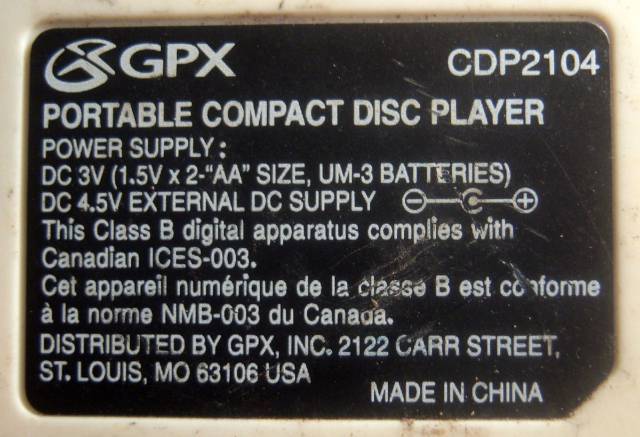 GPX CDP2104
PORTABLE COMPACT DISC PLAYER
POWER SUPPLY:
DC 3V (1.5V x 2-“AA” SIZE, UM-3 BATTERIES)
DC 4.5V EXTERNAL DC SUPPLY
This Class B digital apparatus complies with
Canadian ICES-003.
Cet appareil numérique de la classe B est conforme
à la norme NMB-003 du Canada.
DISTRIBUTED BY GPX, INC. 2122 CARR STREET,
ST. LOUIS, MO 63106 USA
MADE IN CHINA